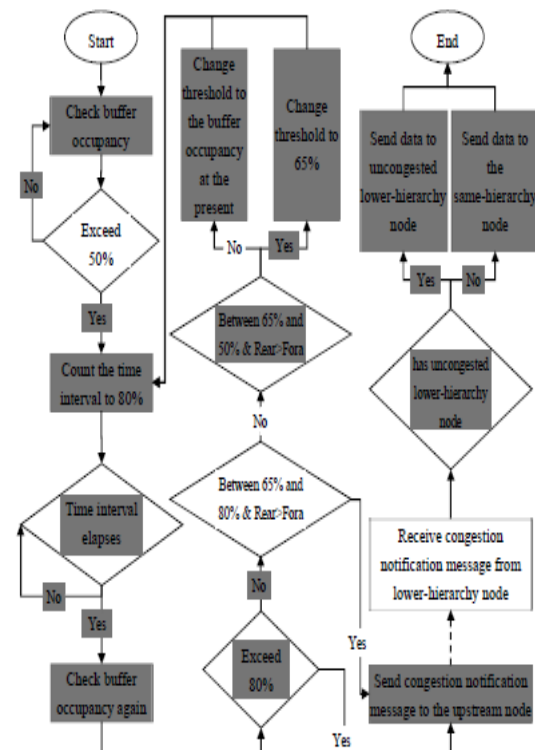 Start
Check buffer
occupancy
No
Exceed
50%
Yes
Count the time
interval to 80%
Time interval
elapses
No
Yes
Check buffer
occupancy again
Change
threshold to
the buffer
occupancy
at the
present
Change
threshold to
65%
No
Yes
Between 65% and
50% & Rear>Fora
No
Between 65% and
80% & Rear>Fora
No
Yes
Exceed
80%
Yes
End
Send data to
uncongested
lower-hierarchy
node
Send data to
the
same-hierarchy
node
Yes
No
has uncongested
lower-hierarchy
node
Receive congestion
notification message from
lower-hierarchy node
Send congestion notification
message to the upstream node